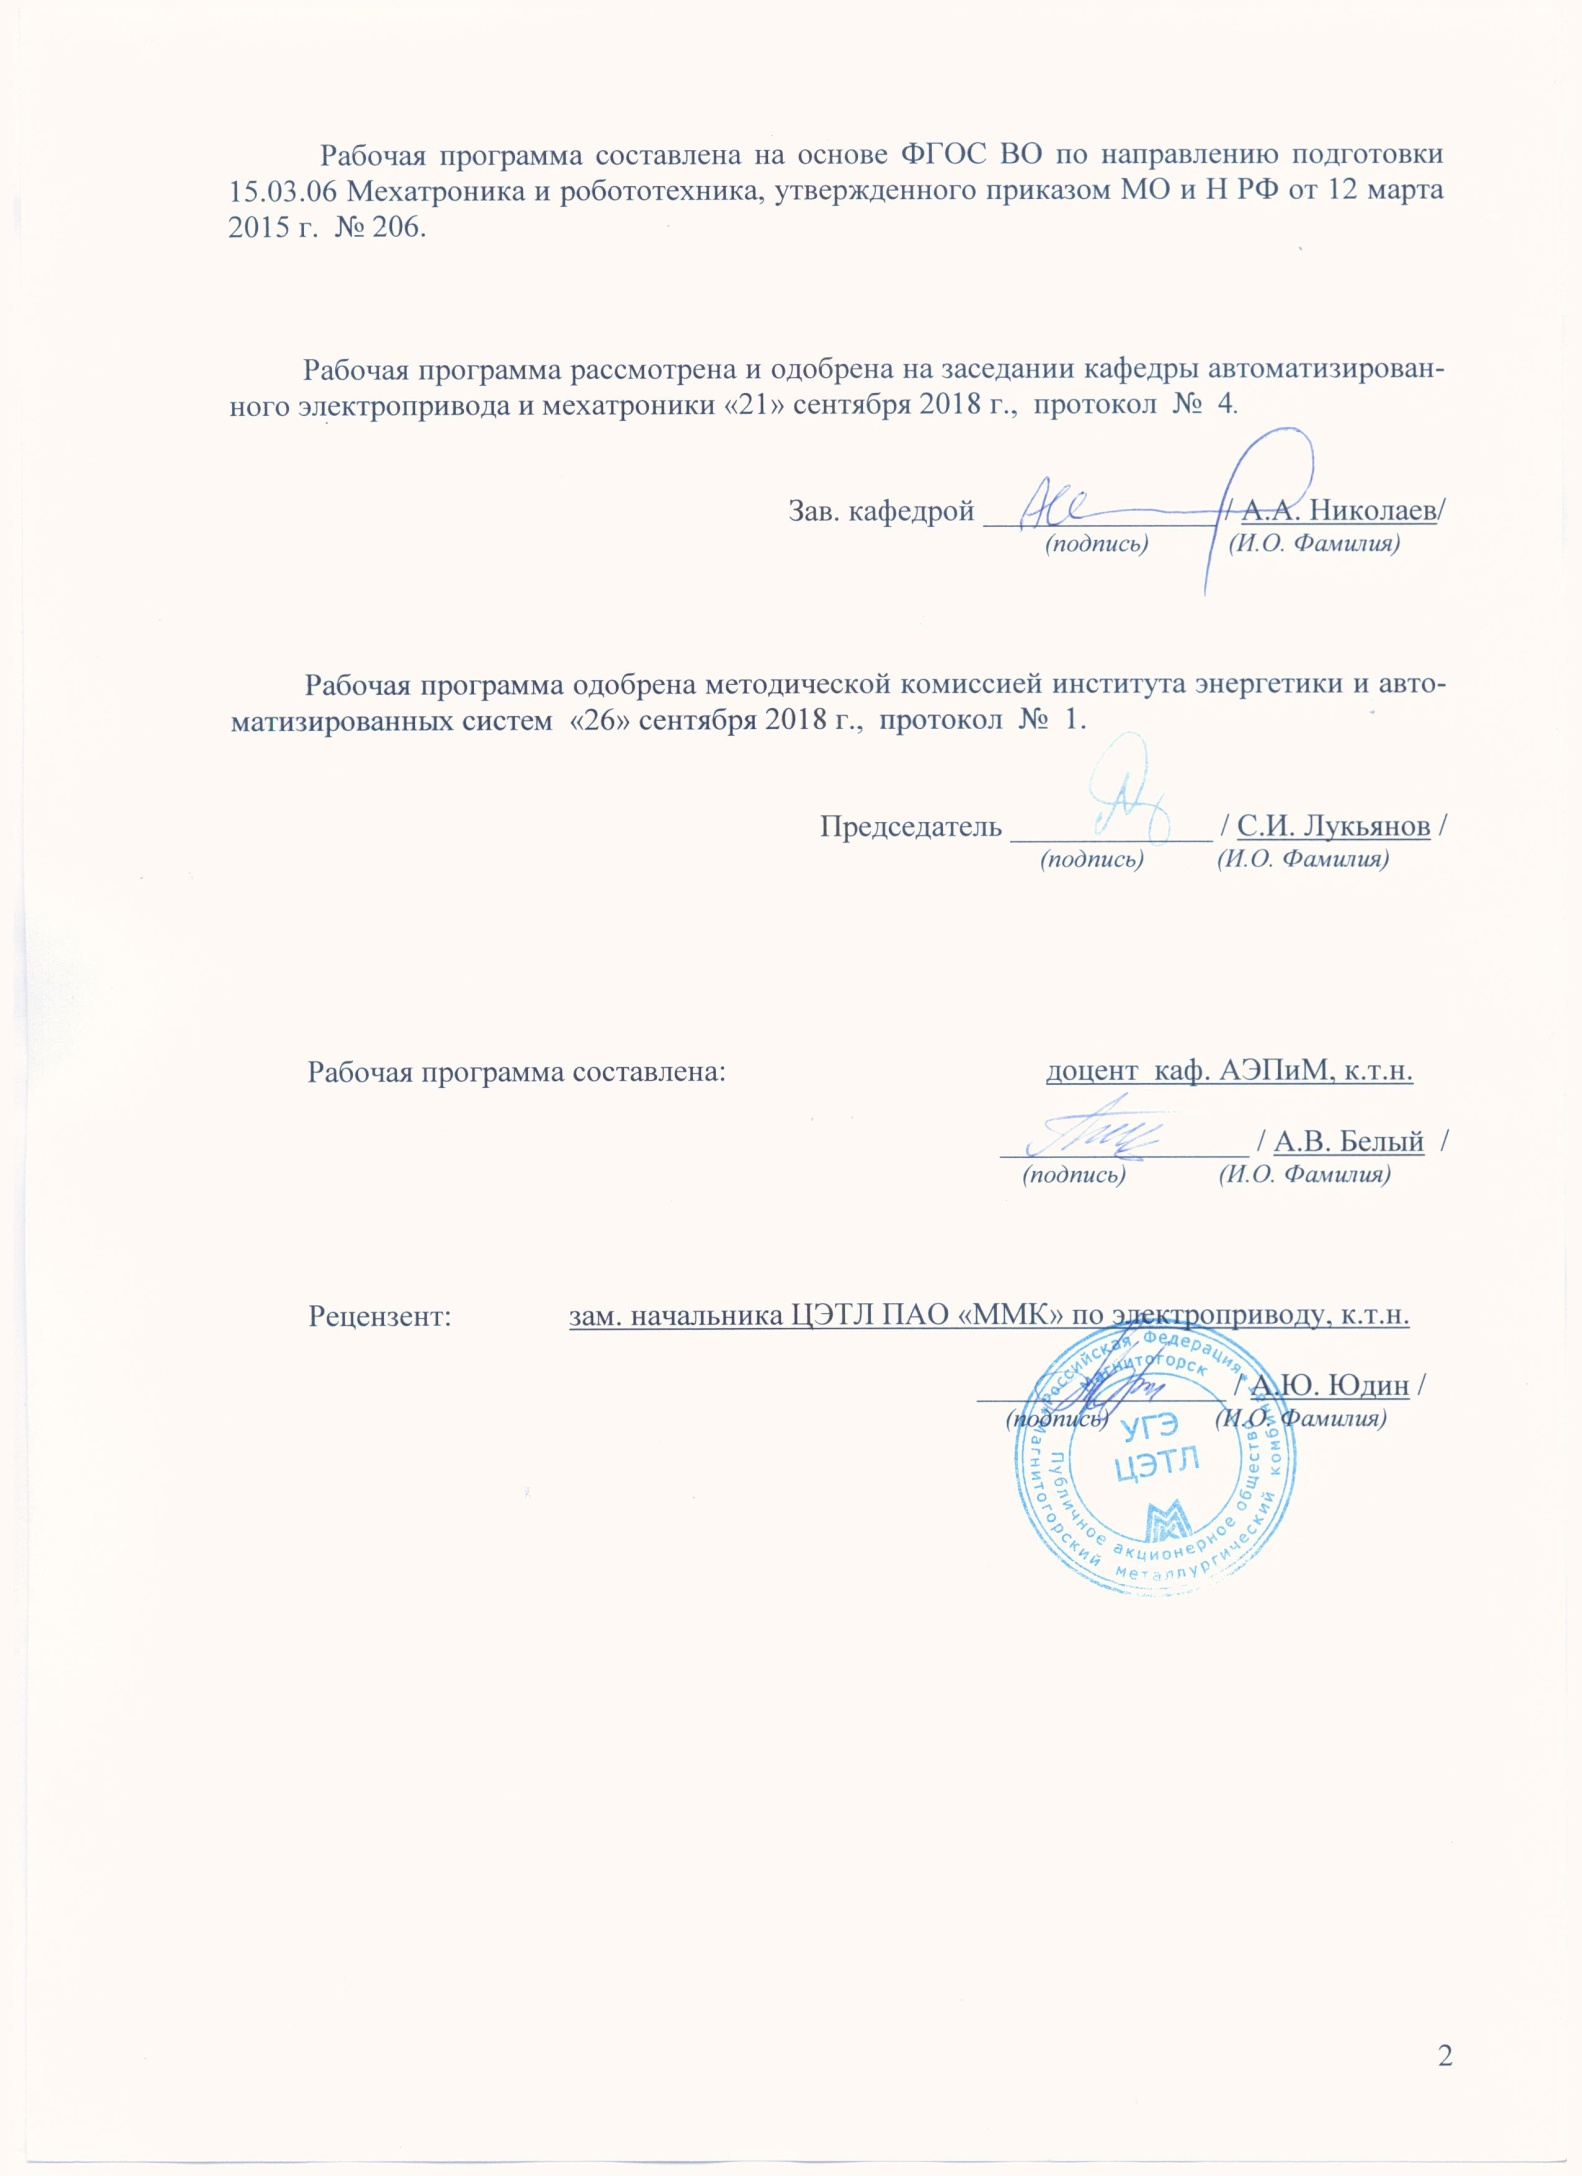 Рабочая программа составлена на основе ФГОС ВО по направлению подготовки
15.03.06 Мехатроника и робототехника, утвержденного приказом МО и Н РФ от 12 марта
2015 г. № 206.
Рабочая программа рассмотрена и одобрена на заседании кафедры автоматизирован-
ного электропривода и мехатроники «21» сентября 2018 г., протокол № 4.
Зав. кафедрой ______________ / А.А. Николаев/
(подпись) (И.О. Фамилия)
Рабочая программа одобрена методической комиссией института энергетики и авто-
матизированных систем «26» сентября 2018 г., протокол № 1.
Председатель _____________ / С.И. Лукьянов /
(подпись) (И.О. Фамилия)
Рабочая программа составлена: доцент каф. АЭПиМ, к.т.н.
________________ / А.В. Белый /
(подпись) (И.О. Фамилия)
Рецензент: зам. начальника ЦЭТЛ ПАО «ММК» по электроприводу, к.т.н.
________________ / А.Ю. Юдин /
(подпись) (И.О. Фамилия)
Российская Федерация
Магнитогорск
Магнитогорский металлургический комбинат
Публичное акционерное общество
УГЭ
ЦЭТЛ
ММК
2